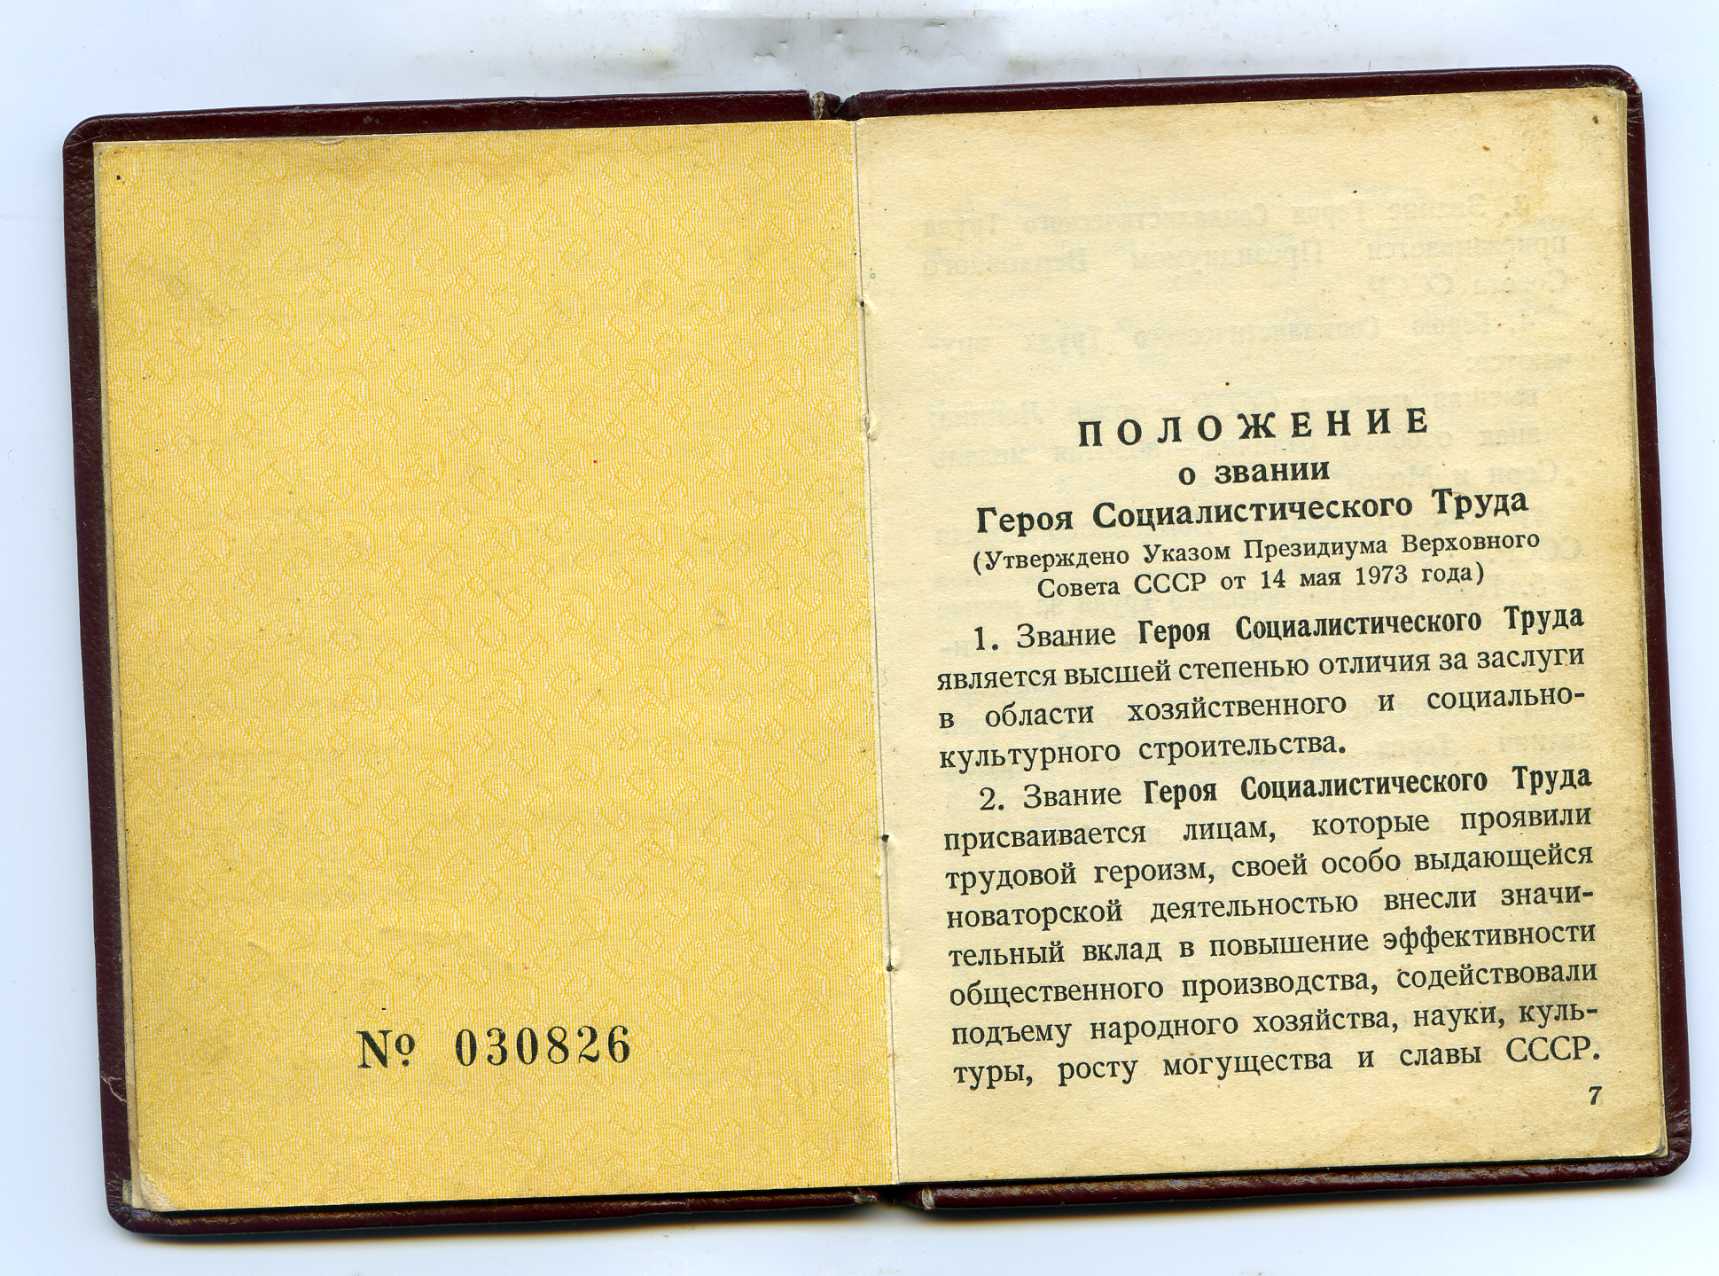 № 030826
ПОЛОЖЕНИЕ
о звании
Героя Социалистического Труда
(Утверждено Указом Президиума Верховного
Совета СССР от 14 мая 1973 года)
1. Звание Героя Социалистического Труда
является высшей степенью отличия за заслуги
в области хозяйственного и социально-
культурного строительства.
2. Звание Героя Социалистического Труда
присваивается лицам, которые проявили
трудовой героизм, своей особо выдающейся
новаторской деятельностью внесли значи-
тельный вклад в повышение эффективности
общественного производства, содействовали
подъему народного хозяйства, науки, куль-
туры, росту могущества и славы СССР.
7